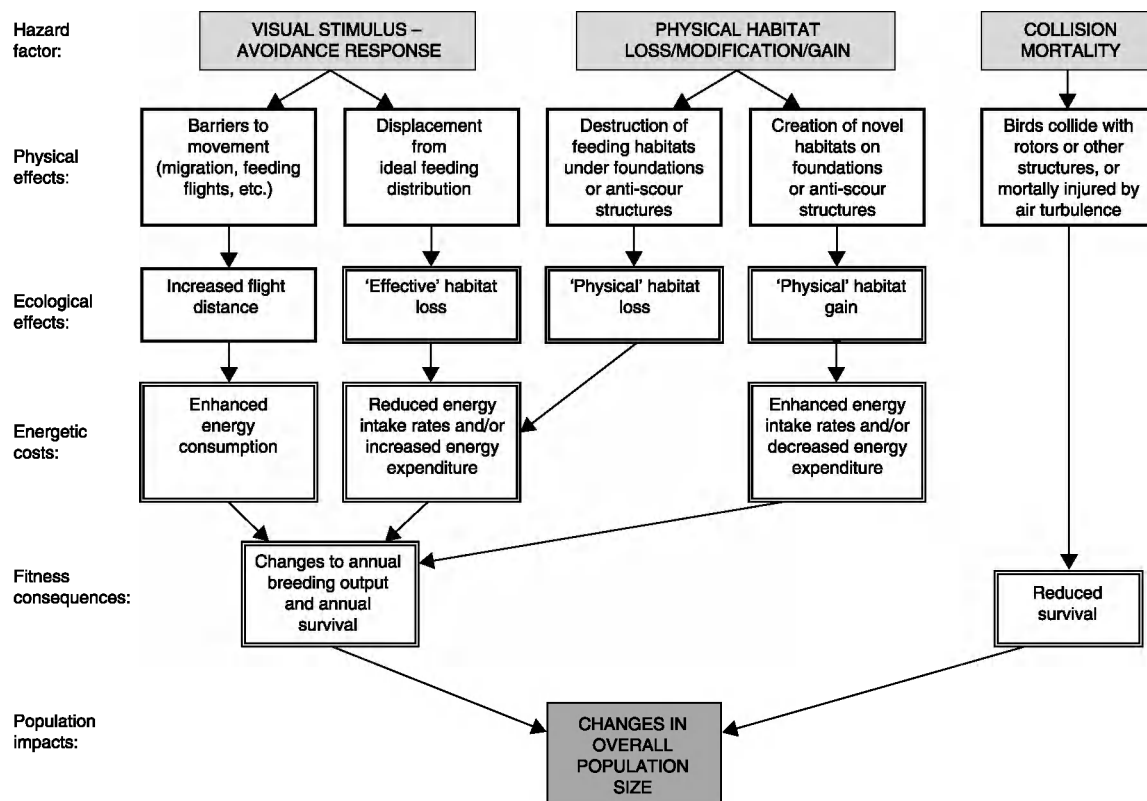 Hazard
factor:
VISUAL STIMULUS –
AVOIDANCE RESPONSE
PHYSICAL HABITAT
LOSS/MODIFICATION/GAIN
COLLISION
MORTALITY
Physical effects:
Barriers to
movement
(migration, feeding
flights, etc.)
Displacement
from
ideal feeding
distribution
Destruction of
feeding habitats
under foundations
or anti-scour
structures
Creation of novel
habitats on
foundations
or anti-scour
structures
Birds collide with
rotors or other
structures, or
mortally injured by
air turbulence
Ecological
effects:
Increased flight
distance
‘Effective’ habitat
loss
‘Physical’ habitat
loss
‘Physical’ habitat
gain
Energetic
costs:
Enhanced
energy
consumption
Reduced energy
intake rates and/or
increased energy
expenditure
Enhanced energy
intake rates and/or
decreased energy
expenditure
Fitness
consequences:
Changes to annual
breeding output
and annual
survival
Reduced
survival
Population
impacts:
CHANGES IN
OVERALL
POPULATION
SIZE